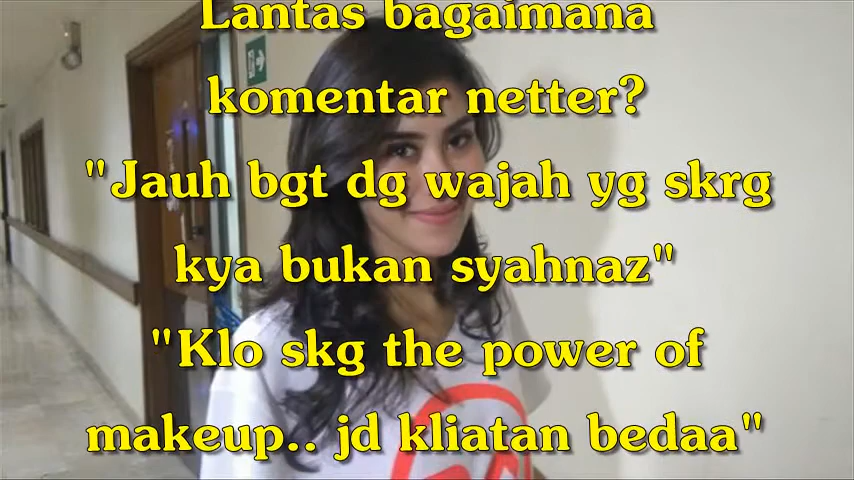 Lantas bagaimana
komentar netter?
"Jauh bgt dg wajah yg skrg
kya bukan syahnaz"
"Klo skg the power of
makeup.. jd kliatan bedaa"